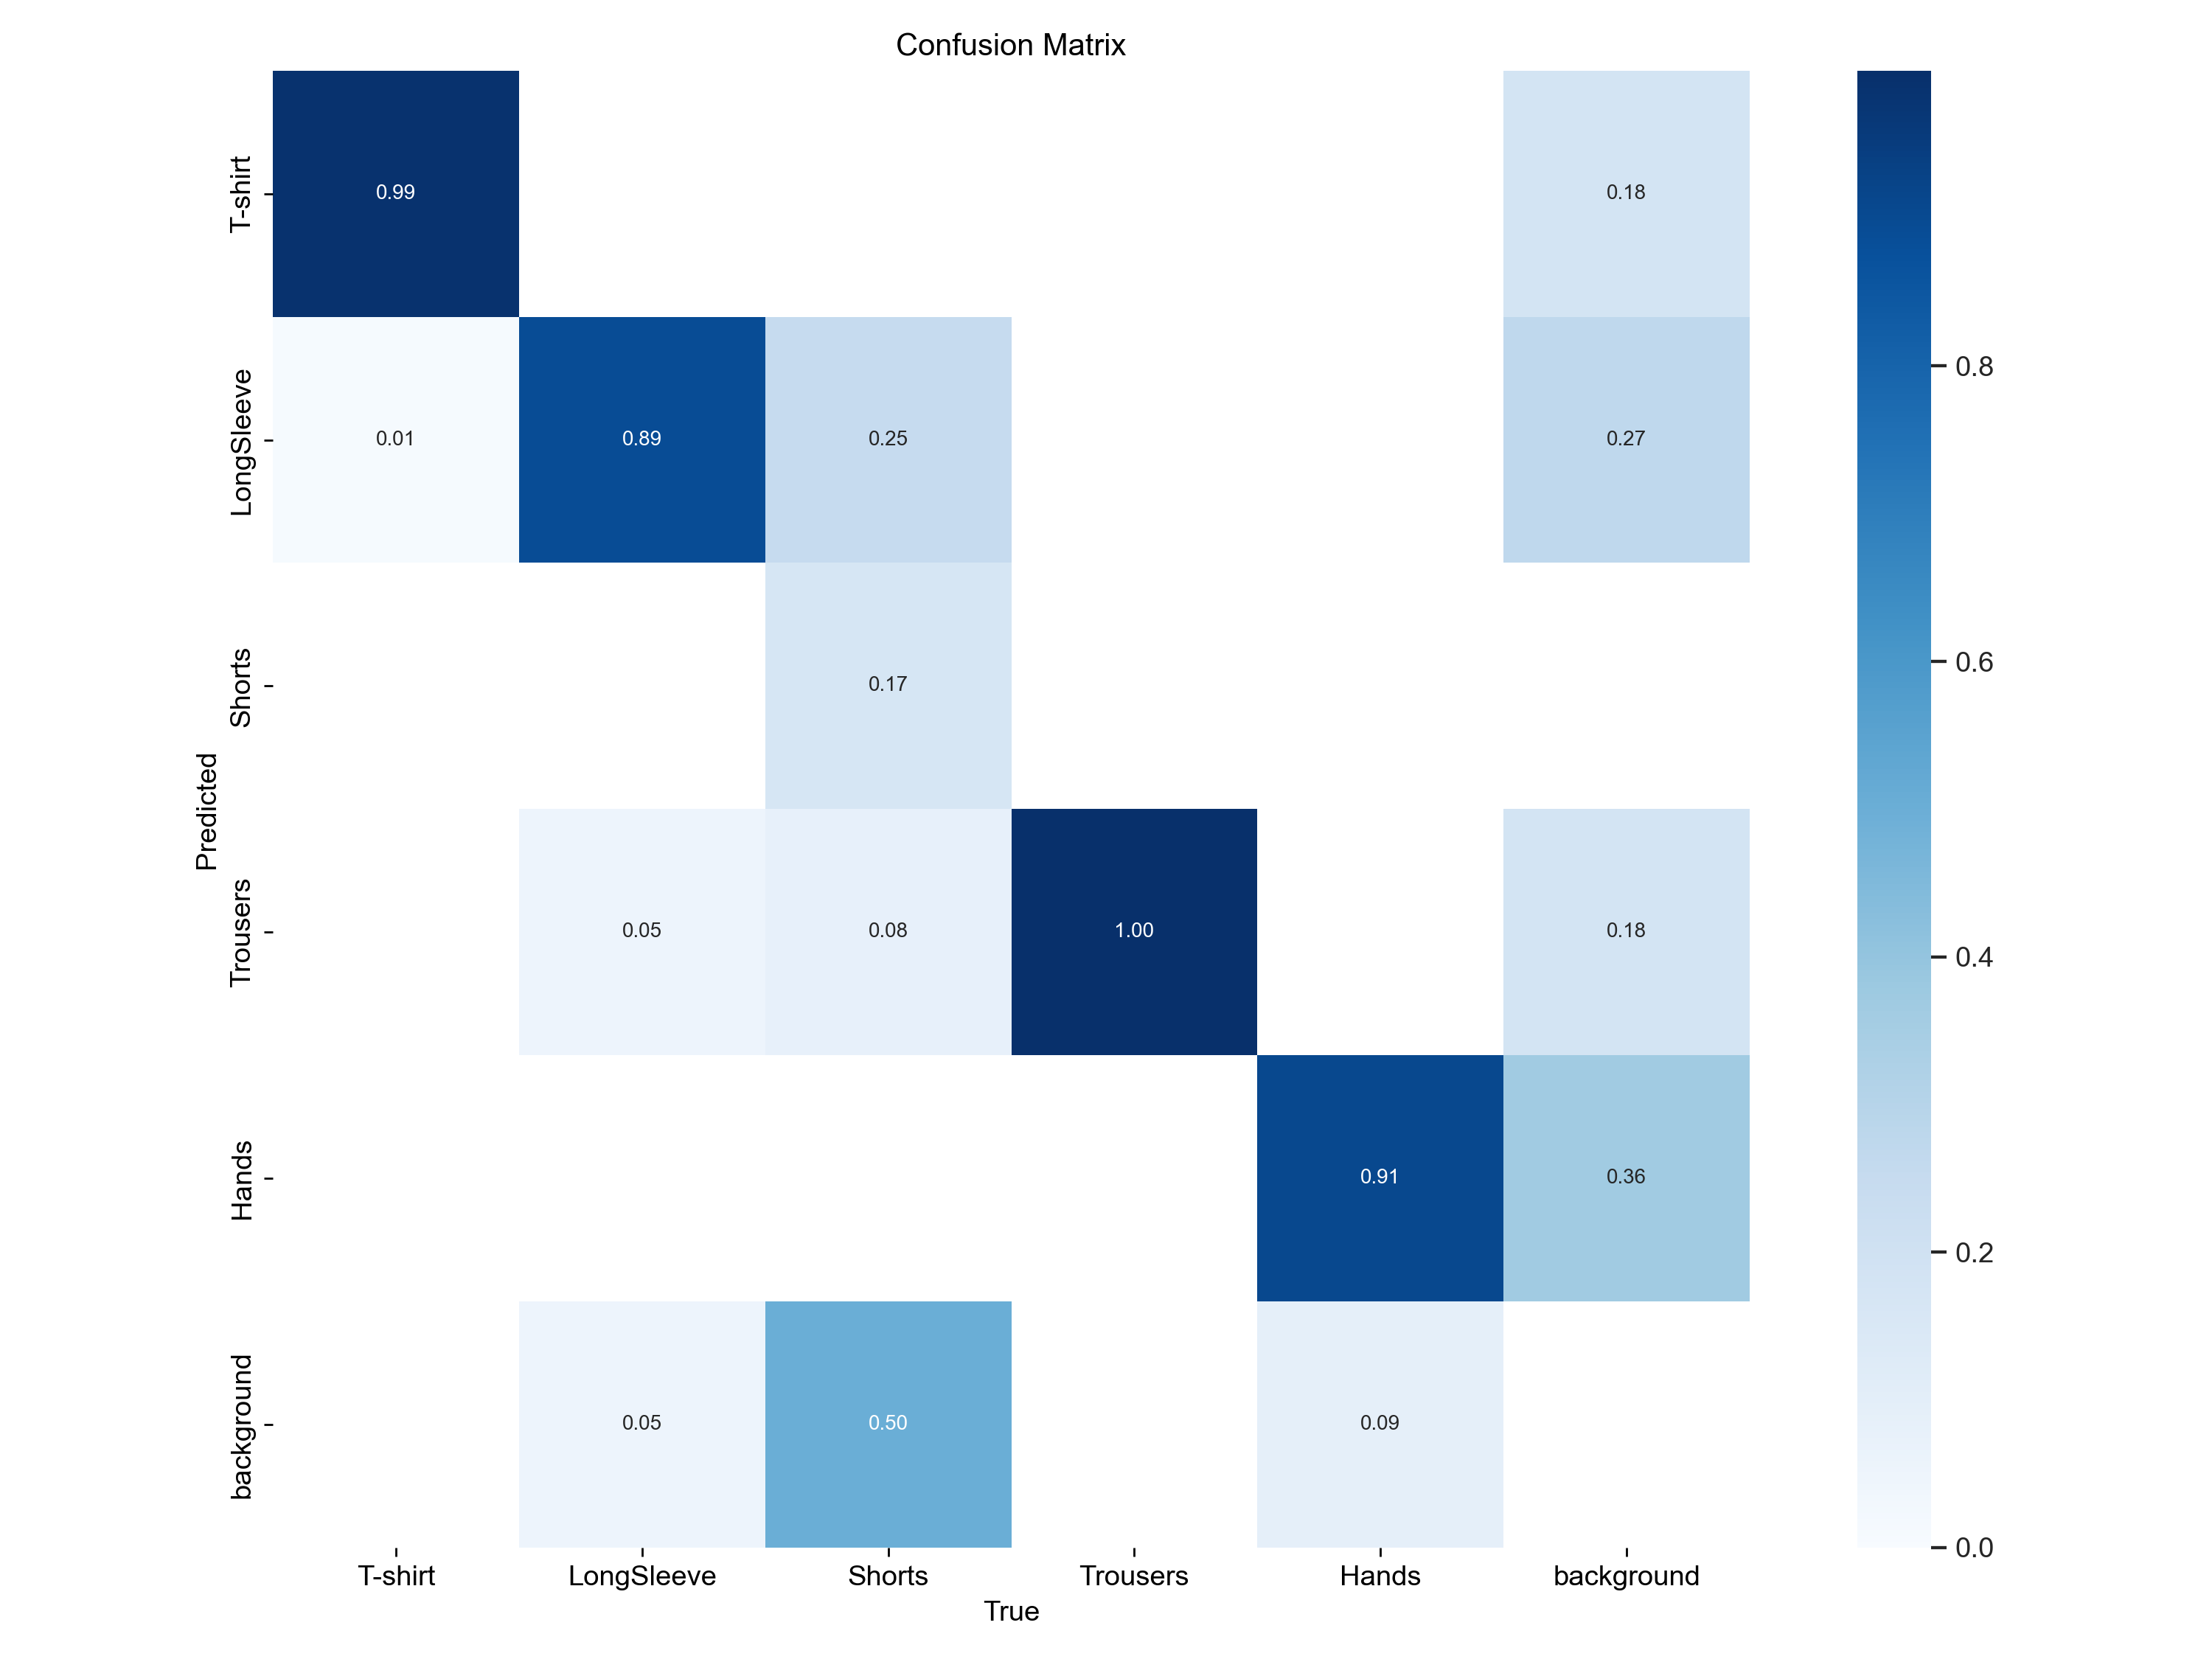 Confusion Matrix
T-shirt
0.99
0.18
LongSleeve
0.01
0.89
0.25
0.27
Shorts
0.17
Trousers
0.05
0.08
1.00
0.18
Hands
0.91
0.36
background
0.05
0.50
0.09
Predicted
T-shirt
LongSleeve
Shorts
Trousers
Hands
background
True
0.8
0.6
0.4
0.2
0.0